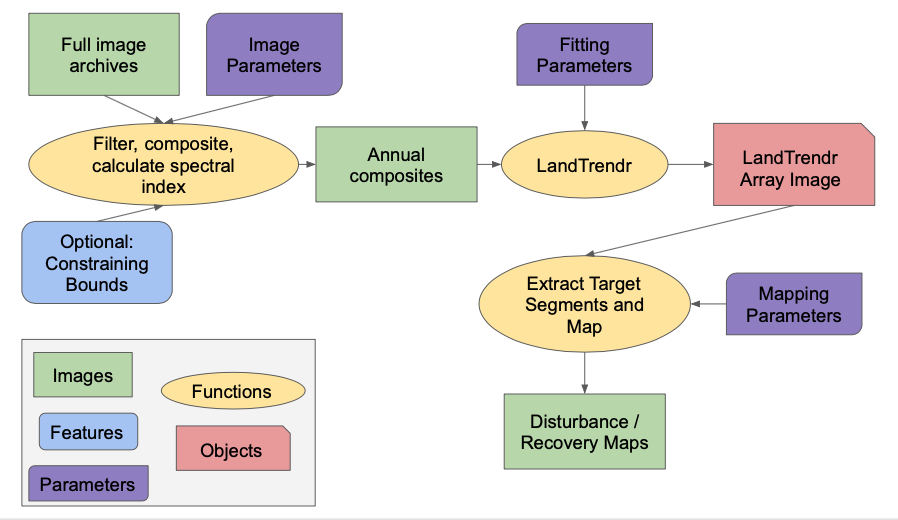 Full image
archives
Image
Parameters
Fitting
Parameters
Filter, composite,
calculate spectral
index
Annual
composites
LandTrendr
LandTrendr
Array Image
Optional:
Constraining
Bounds
Extract Target
Segments and
Map
Mapping
Parameters
Images
Functions
Features
Objects
Parameters
Disturbance /
Recovery Maps